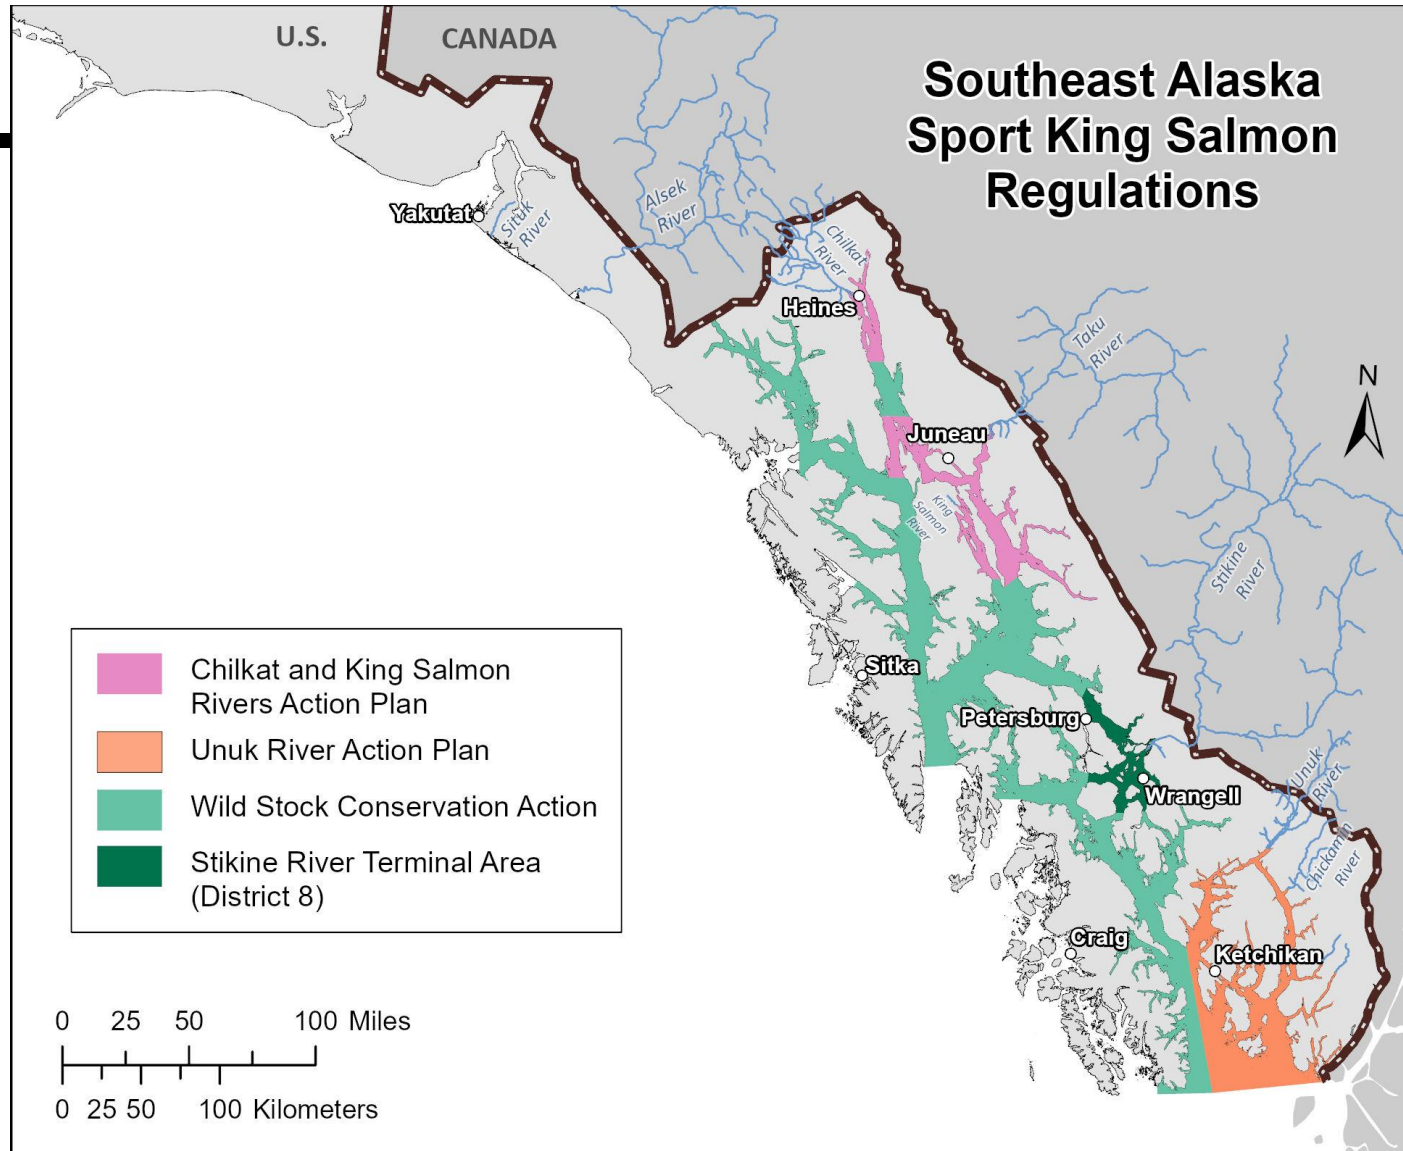 U.S.
CANADA
Southeast Alaska
Sport King Salmon
Regulations
Yakutat
Situk
River
Alsek
River
Chilkat
River
Haines
Taku
River
N
Juneau
King
Salmon
River
Stikine
River
Sitka
Petersburg
Wrangell
Unuk
River
Chickamin
River
Craig
Ketchikan
Chilkat and King Salmon
Rivers Action Plan
Unuk River Action Plan
Wild Stock Conservation Action
Stikine River Terminal Area
(District 8)
0 25 50 100 Miles
0 25 50 100 Kilometers